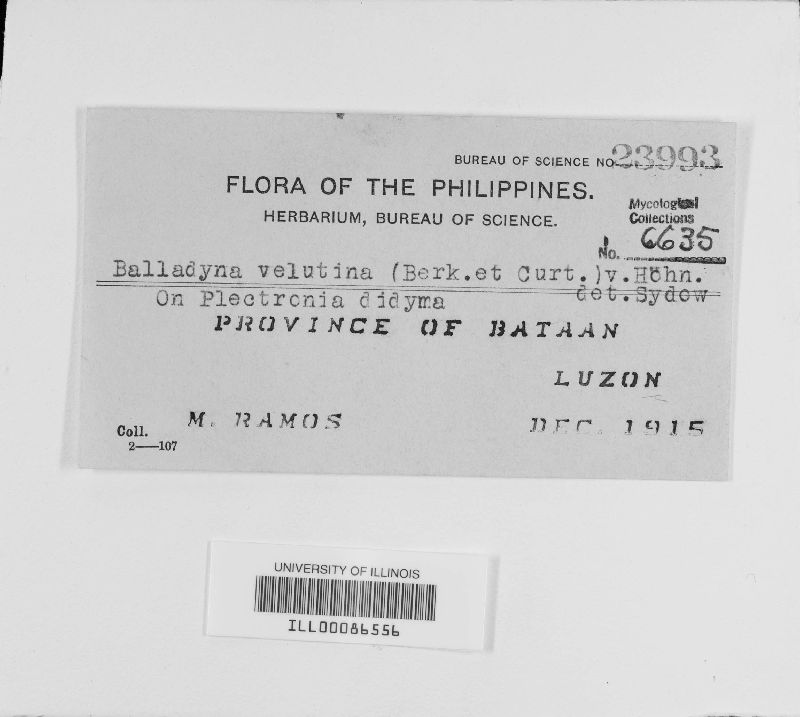 BUREAU OF SCIENCE NO. 23993
FLORA OF THE PHILIPPINES.
HERBARIUM, BUREAU OF SCIENCE.
Mycological
Collections
No. 6635
Balladyna velutina (Berk.et Curt.)v.Höhn.
On Plectronia didyma det.Sydow
PROVINCE OF BATAAN
LUZON
Coll. M. RAMOS DEC. 1915
2—107
UNIVERSITY OF ILLINOIS
ILL00086556